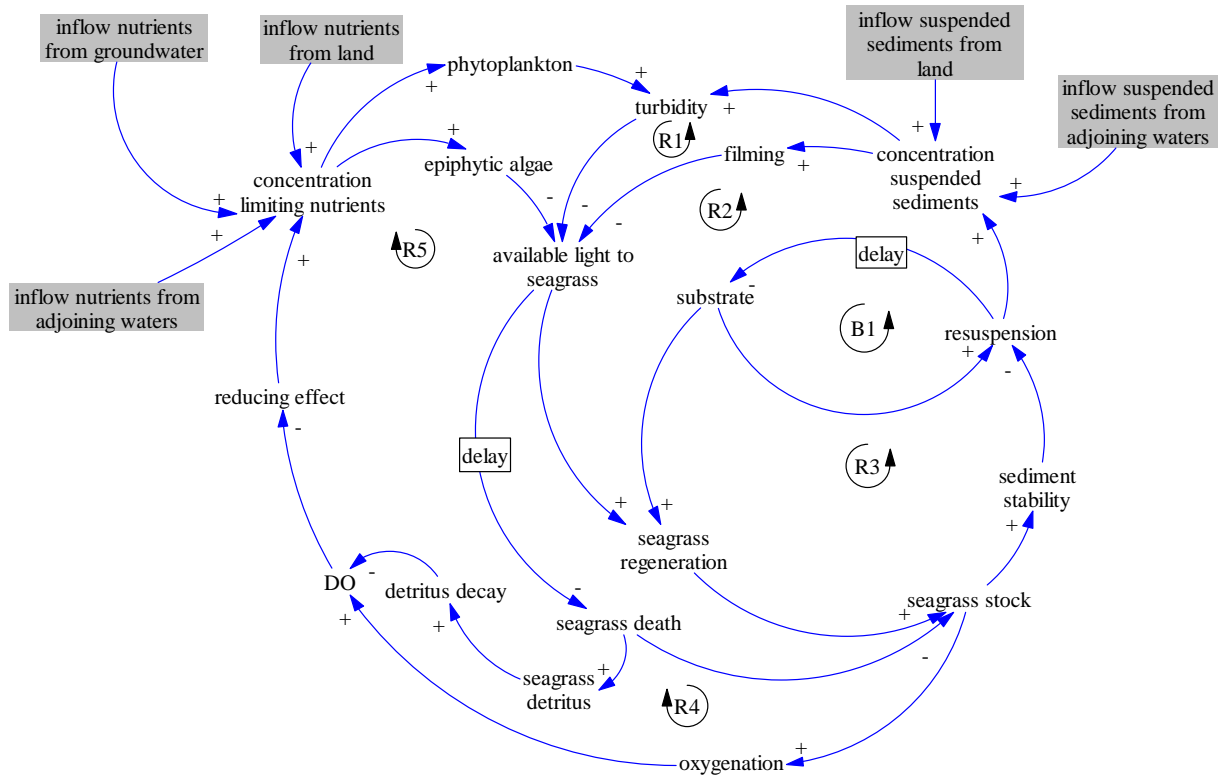 inflow nutrients
from groundwater
inflow nutrients
from land
inflow suspended
sediments from
land
inflow suspended
sediments from
adjoining waters
phytoplankton
+
+
turbidity
+
R1
+
epiphytic algae
filming
+
concentration
suspended
sediments
+
+
+
concentration
limiting nutrients
+
+
+
+
-
-
-
R2
R5
available light to
seagrass
delay
substrate
-
B1
inflow nutrients from
adjoining waters
resuspension
+
-
reducing effect
-
delay
R3
sediment
stability
+
+
+
seagrass
regeneration
DO
-
+
detritus decay
+
-
seagrass death
+
-
seagrass stock
seagrass
detritus
+
R4
oxygenation
+